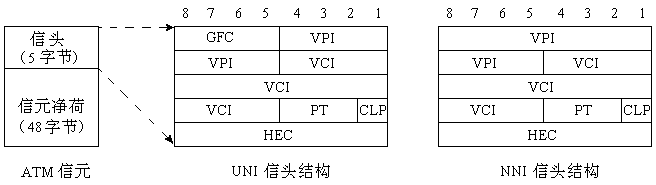 8 7 6 5 4 3 2 1
8 7 6 5 4 3 2 1
信头
(5字节)
GFC VPI
VPI
VPI VCI
VPI VCI
信元净荷
(48字节)
VCI
VCI
VCI PT CLP
VCI PT CLP
HEC
HEC
ATM 信元
UNI 信头结构
NNI 信头结构